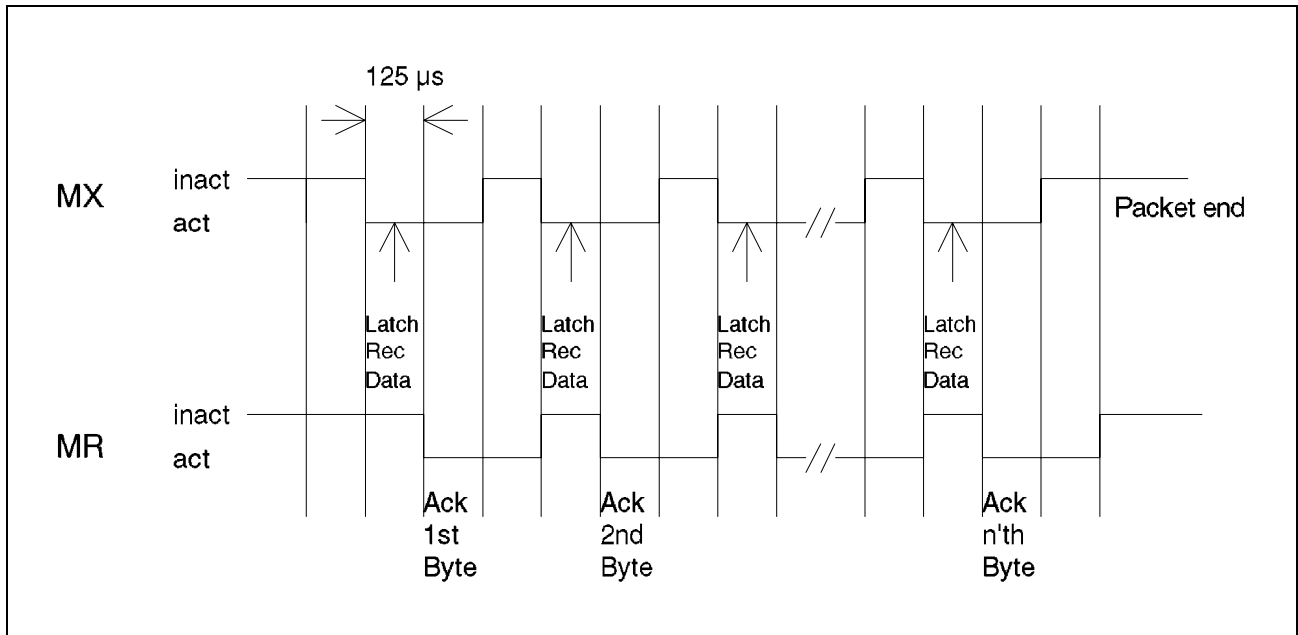 125 µs
MX
inact
act
Packet end
Latch
Rec
Data
Latch
Rec
Data
Latch
Rec
Data
Latch
Rec
Data
MR
inact
act
Ack
1st
Byte
Ack
2nd
Byte
Ack
n'th
Byte